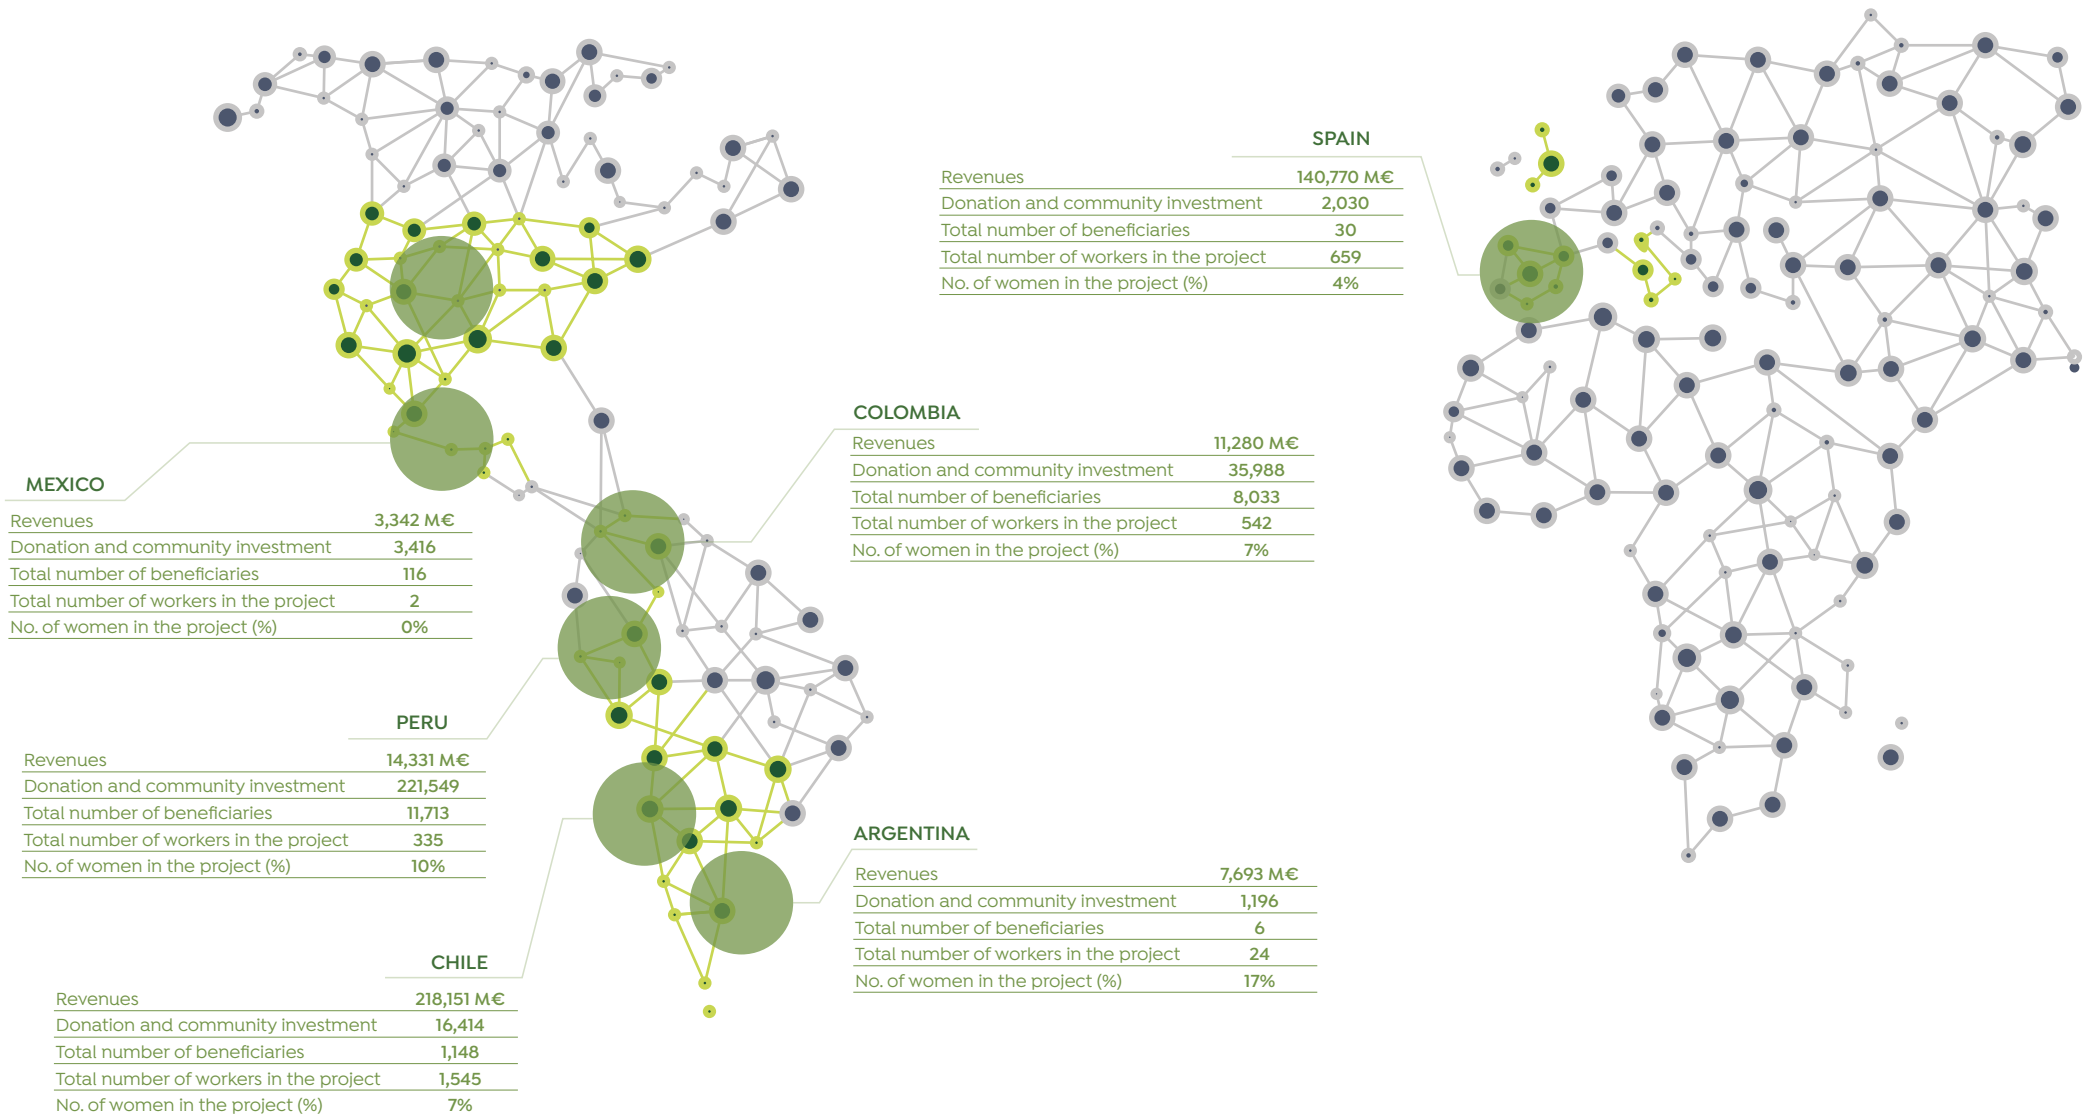 SPAIN
Revenues 140,770 M€
Donation and community investment 2,030
Total number of beneficiaries 30
Total number of workers in the project 659
No. of women in the project (%) 4%
COLOMBIA
Revenues 11,280 M€
Donation and community investment 35,988
Total number of beneficiaries 8,033
Total number of workers in the project 542
No. of women in the project (%) 7%
MEXICO
Revenues 3,342 M€
Donation and community investment 3,416
Total number of beneficiaries 116
Total number of workers in the project 2
No. of women in the project (%) 0%
PERU
Revenues 14,331 M€
Donation and community investment 221,549
Total number of beneficiaries 11,713
Total number of workers in the project 335
No. of women in the project (%) 10%
ARGENTINA
Revenues 7,693 M€
Donation and community investment 1,196
Total number of beneficiaries 6
Total number of workers in the project 24
No. of women in the project (%) 17%
CHILE
Revenues 218,151 M€
Donation and community investment 16,414
Total number of beneficiaries 1,148
Total number of workers in the project 1,545
No. of women in the project (%) 7%